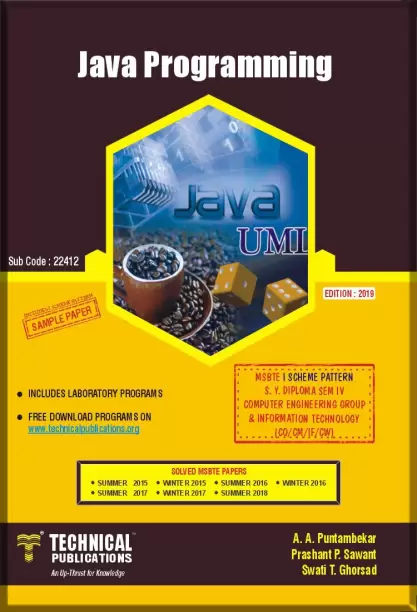 Java Programming
Java
UML
Sub Code : 22412
EDITION : 2019
SAMPLE PAPER
MSBTE I SCHEME PATTERN
S. Y. DIPLOMA SEM IV
COMPUTER ENGINEERING GROUP
& INFORMATION TECHNOLOGY
(CO/CM/IF/CW)
● INCLUDES LABORATORY PROGRAMS
● FREE DOWNLOAD PROGRAMS ON
www.technicalpublications.org
SOLVED MSBTE PAPERS
• SUMMER 2015 • WINTER 2015 • SUMMER 2016 • WINTER 2016
• SUMMER 2017 • WINTER 2017 • SUMMER 2018
TECHNICAL
PUBLICATIONS
An Up-Thrust for Knowledge
A. A. Puntambekar
Prashant P. Sawant
Swati T. Ghorsad